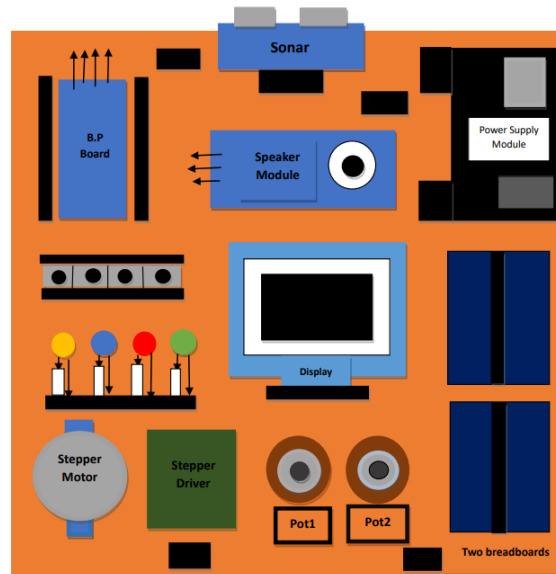 Sonar
B.P
Board
Speaker
Module
Power Supply
Module
Display
Stepper
Motor
Stepper
Driver
Pot1
Pot2
Two breadboards